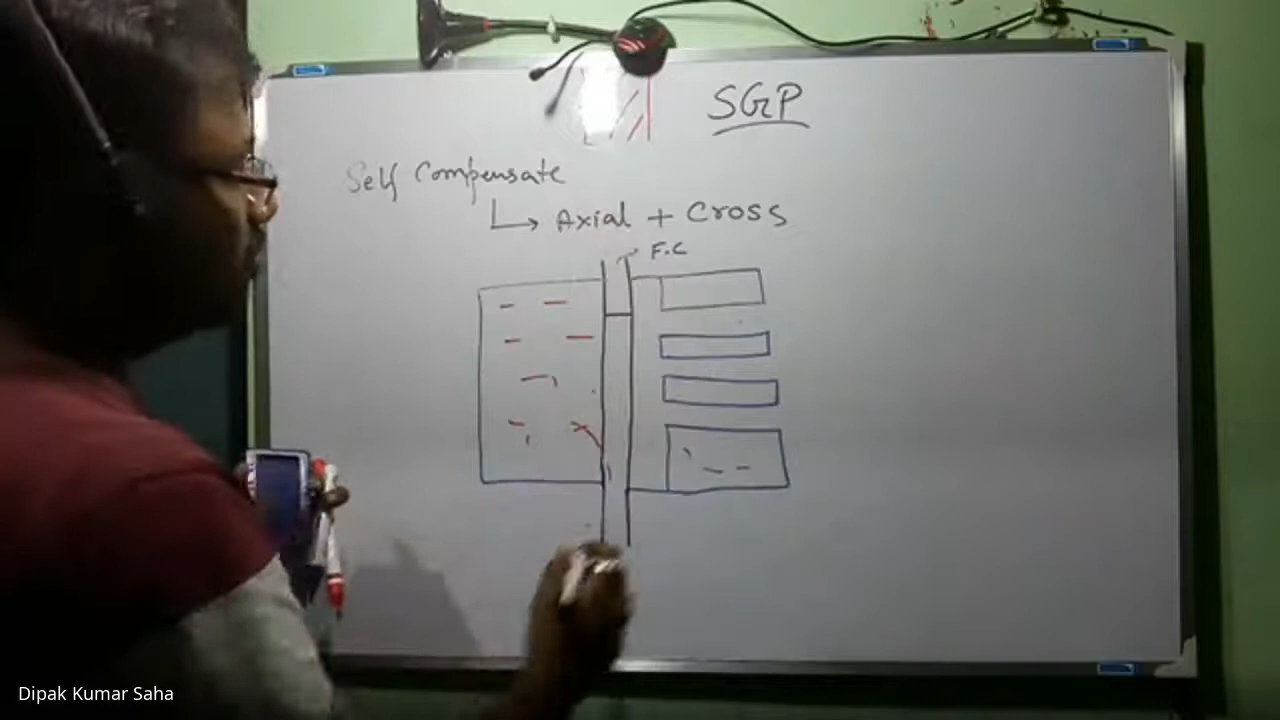 SGP
Self Compensate
Axial + Cross
F.C
Dipak Kumar Saha